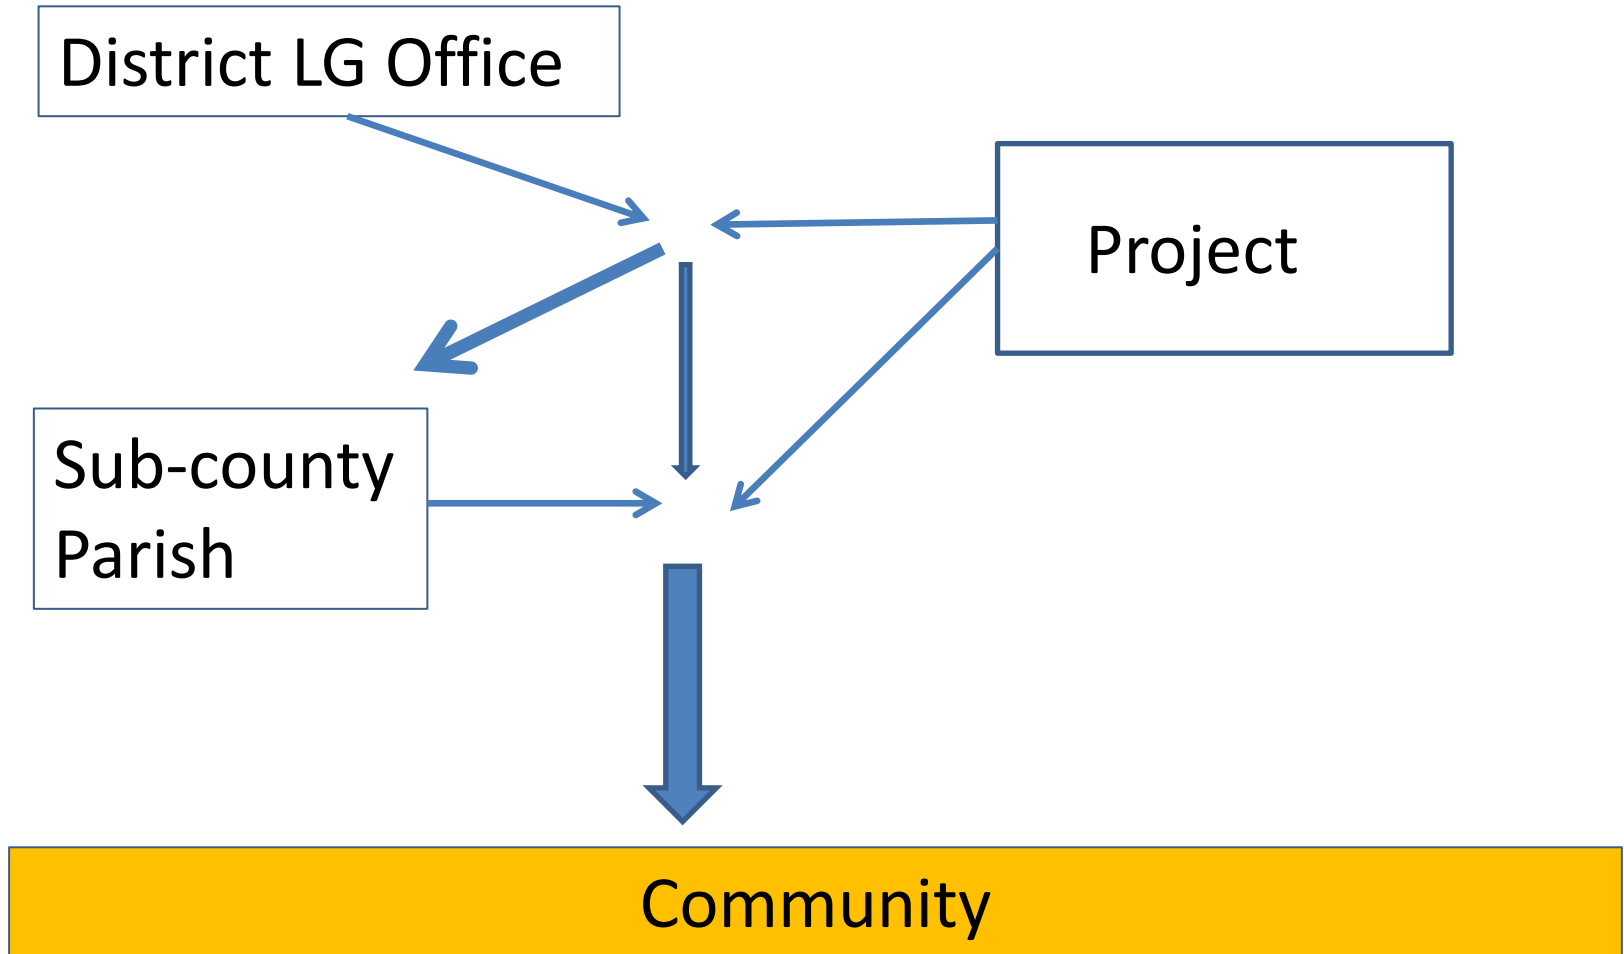 District LG Office
Project
Sub-county
Parish
Community